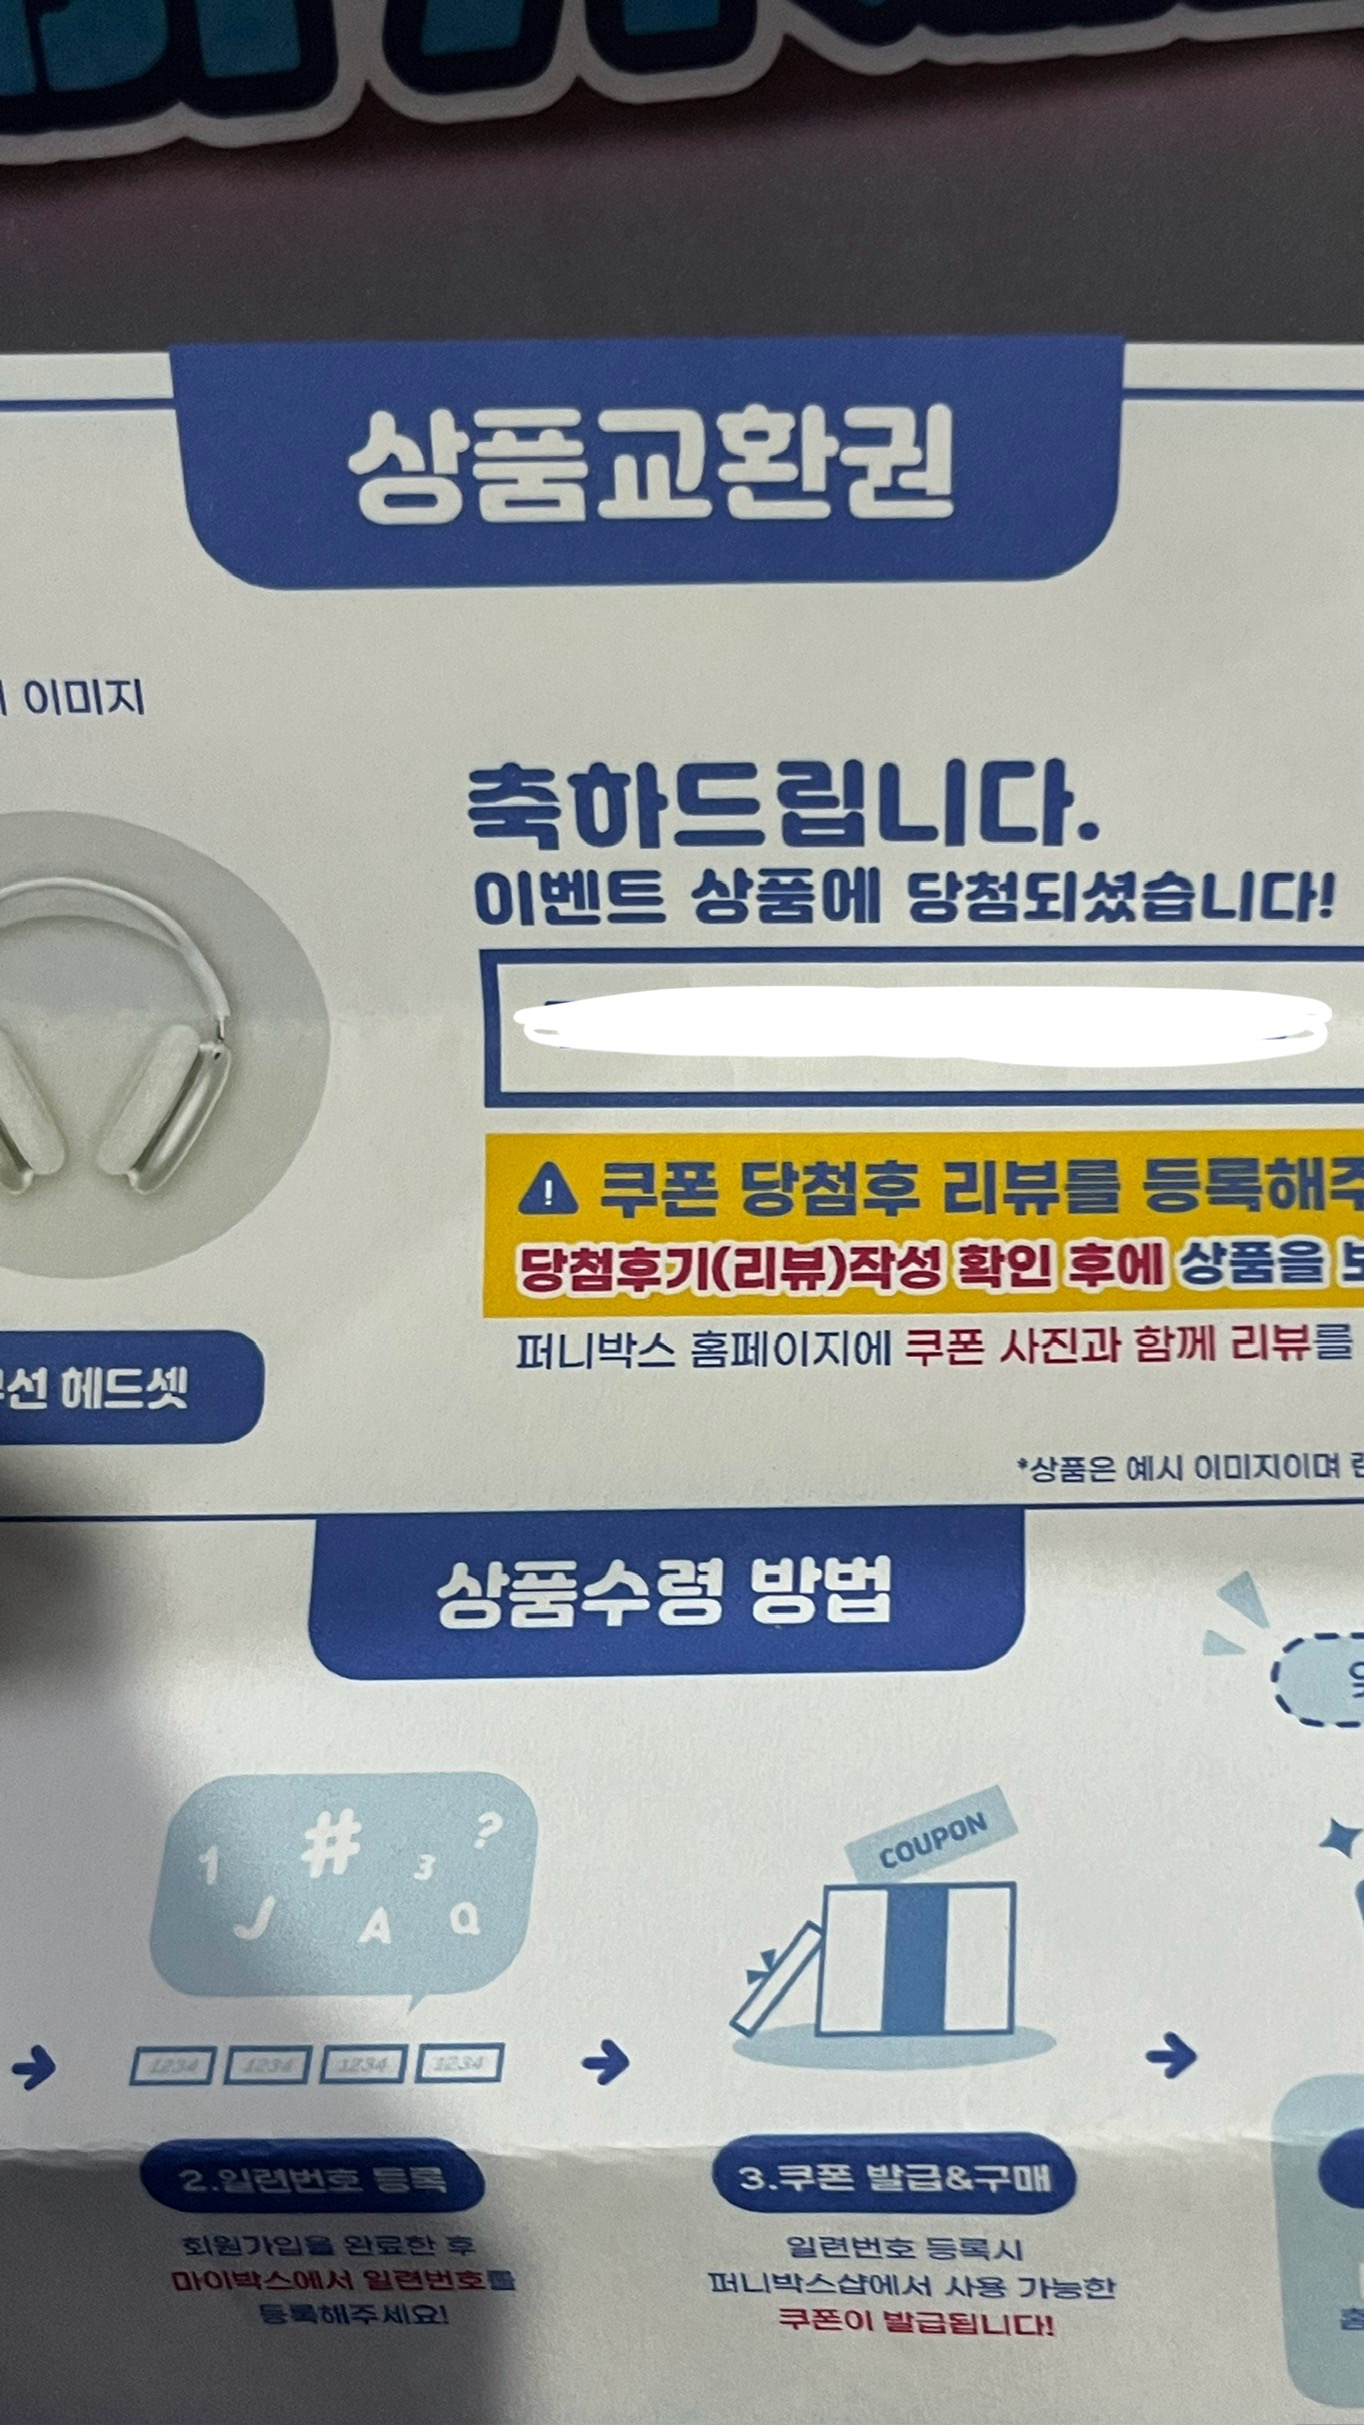 상품교환권
이미지
축하드립니다.
이벤트 상품에 당첨되셨습니다!
쿠폰 당첨후 리뷰를 등록해주
당첨후기(리뷰)작성 확인 후에 상품을 보
퍼니박스 홈페이지에 쿠폰 사진과 함께 리뷰를
선 헤드셋
*상품은 예시 이미지이며
상품수령 방법
1 # ? 3 J A Q
COUPON
1234 1234 1234 1234
2.일련번호 등록
회원가입을 완료한 후
마이박스에서 일련번호를
등록해주세요!
3.쿠폰 발급&구매
일련번호 등록시
퍼니박스샵에서 사용 가능한
쿠폰이 발급됩니다!